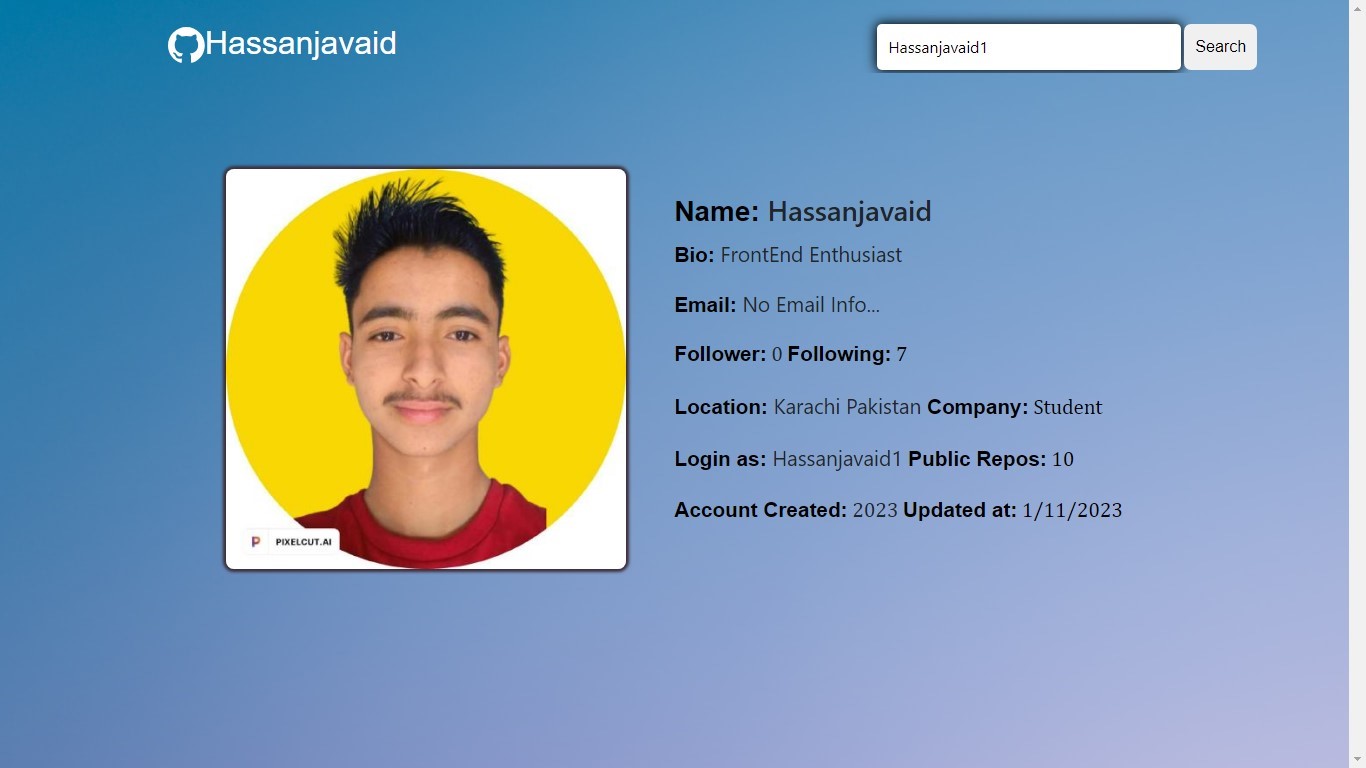 Hassanjavaid
Hassanjavaid1
Search
Name: Hassanjavaid
Bio: FrontEnd Enthusiast
Email: No Email Info...
Follower: 0 Following: 7
Location: Karachi Pakistan Company: Student
Login as: Hassanjavaid1 Public Repos: 10
Account Created: 2023 Updated at: 1/11/2023
P PIXELCUT.AI